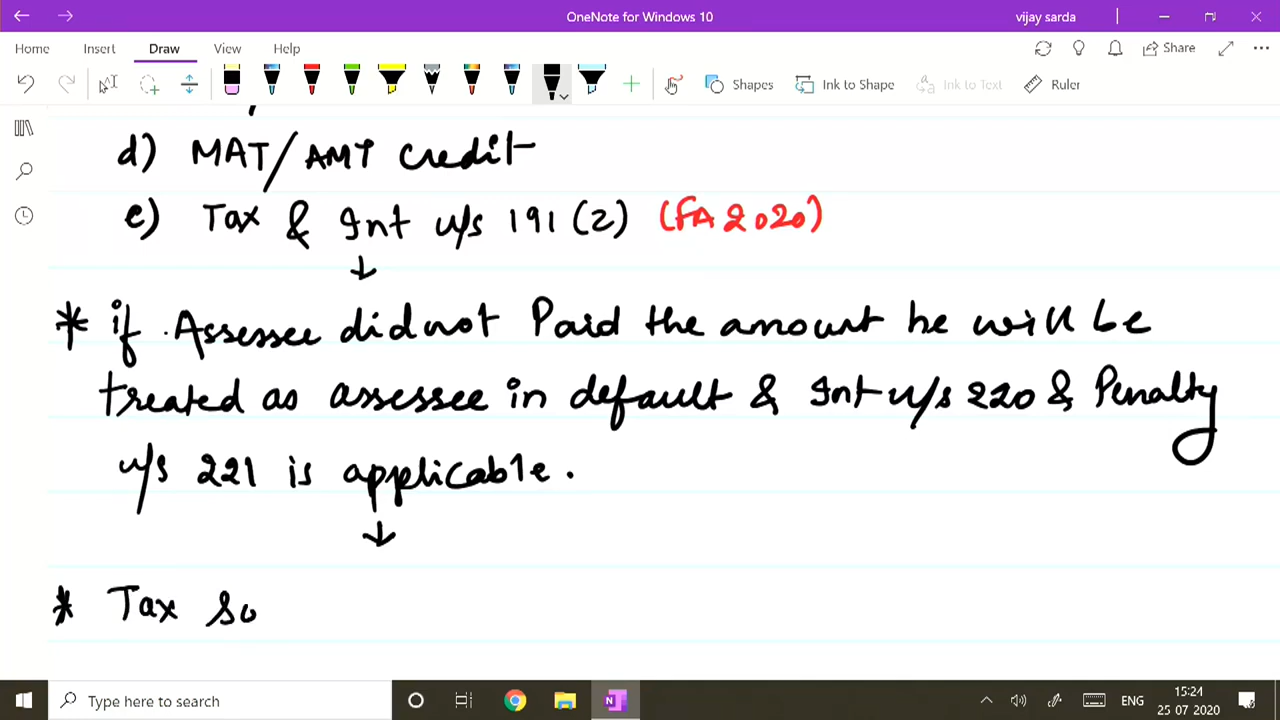 OneNote for Windows 10
vijay sarda
Home Insert Draw View Help
Share
Shapes Ink to Shape Ink to Text Ruler
d) MAT/AMT Credit
e) Tax & Int u/s 191 (2) (FA 2020)
* if Assessee did not Paid the amount he will be
treated as assessee in default & Int u/s 220 & Penalty
u/s 221 is applicable.
* Tax so
Type here to search
ENG
15:24
25-07-2020